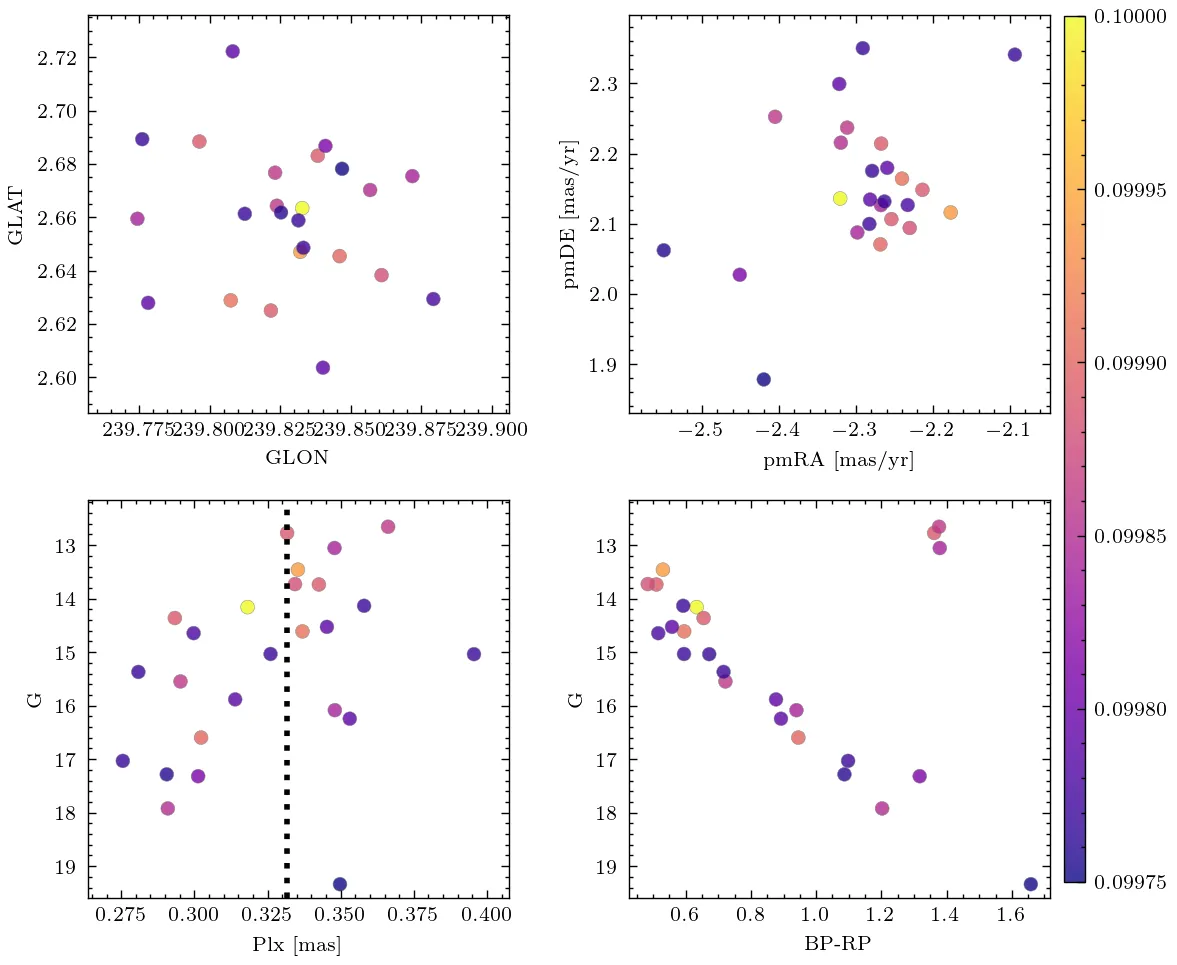 2.72
2.70
2.68
2.66
2.64
2.62
2.60
GLAT
239.775 239.800 239.825 239.850 239.875 239.900
GLON
2.3
2.2
2.1
2.0
1.9
pmDE [mas/yr]
−2.5 −2.4 −2.3 −2.2 −2.1
pmRA [mas/yr]
0.10000
0.09995
0.09990
0.09985
0.09980
0.09975
13
14
15
16
17
18
19
G
0.275 0.300 0.325 0.350 0.375 0.400
Plx [mas]
13
14
15
16
17
18
19
G
0.6 0.8 1.0 1.2 1.4 1.6
BP-RP